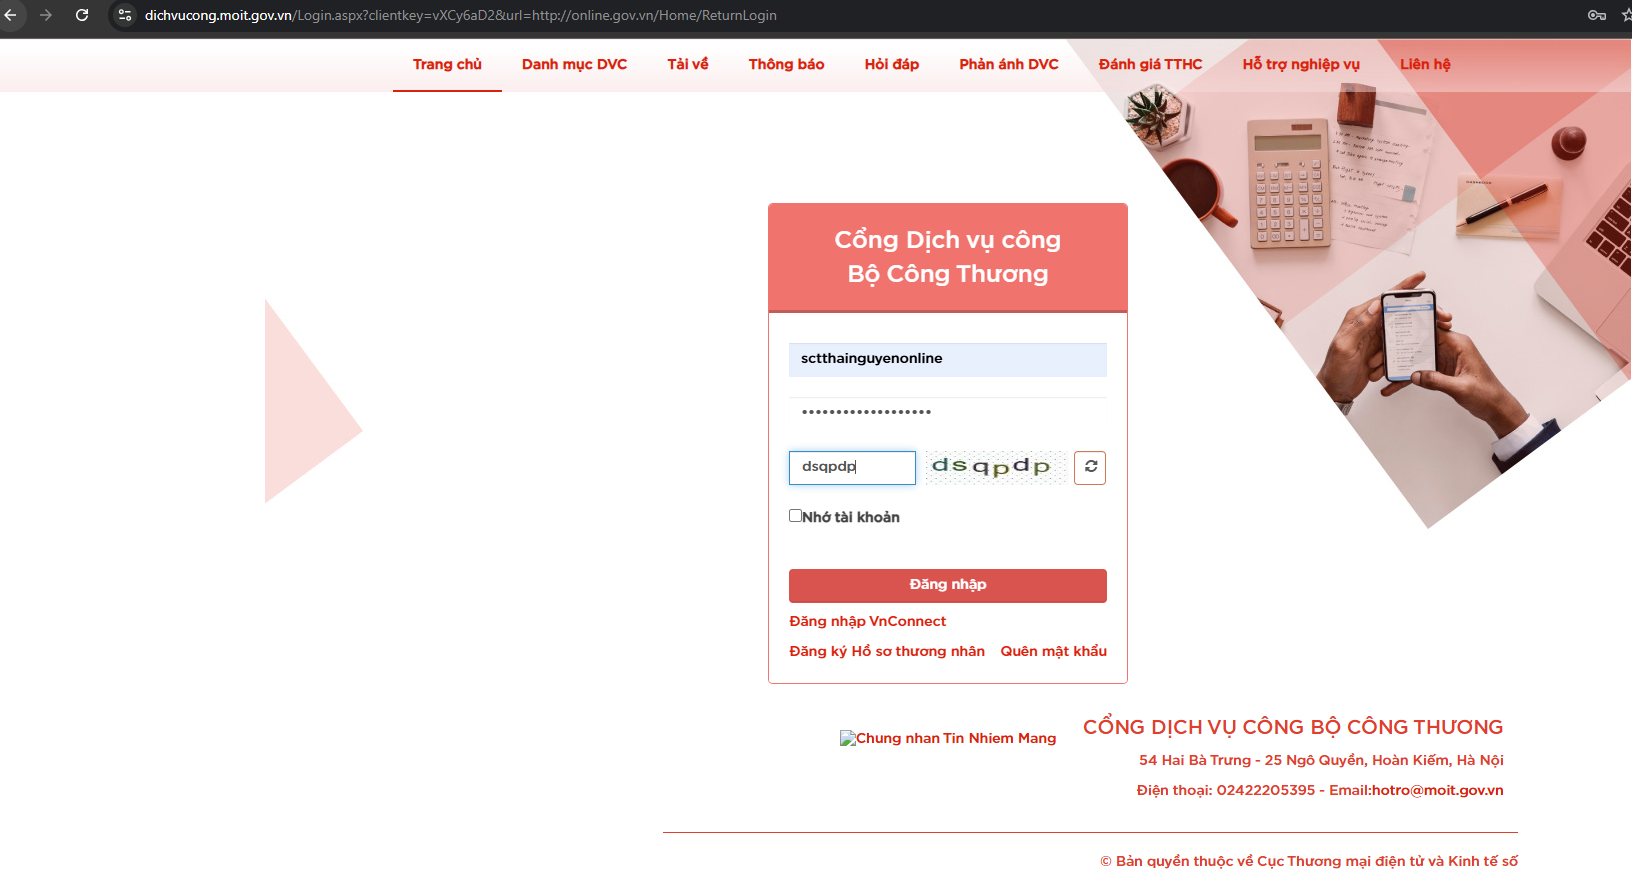 dichvucong.moit.gov.vn/Login.aspx?clientkey=vXCy6aD2&url=http://online.gov.vn/Home/ReturnLogin
Trang chủ Danh mục DVC Tải về Thông báo Hỏi đáp Phản ánh DVC Đánh giá TTHC Hỗ trợ nghiệp vụ Liên hệ
Cổng Dịch vụ công
Bộ Công Thương
sctthainguyenonline
•••••••••••••••••••
dsqpdp dsqpdp
Nhớ tài khoản
Đăng nhập
Đăng nhập VnConnect
Đăng ký Hồ sơ thương nhân Quên mật khẩu
Chung nhan Tin Nhiem Mang
CỔNG DỊCH VỤ CÔNG BỘ CÔNG THƯƠNG
54 Hai Bà Trưng - 25 Ngô Quyền, Hoàn Kiếm, Hà Nội
Điện thoại: 02422205395 - Email:hotro@moit.gov.vn
© Bản quyền thuộc về Cục Thương mại điện tử và Kinh tế số